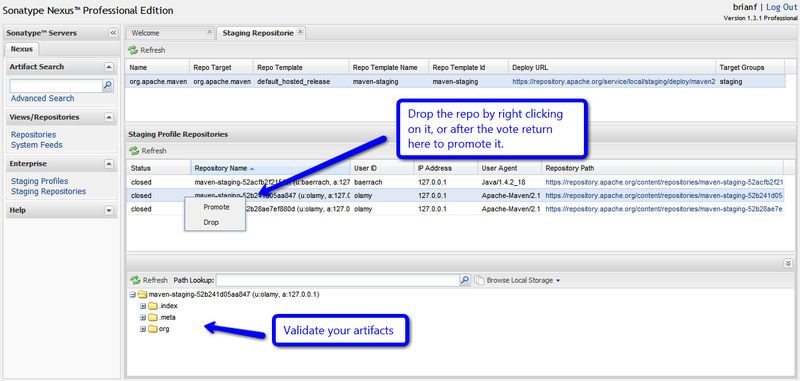 Sonatype Nexus™ Professional Edition
brianf | Log Out
Version 1.3.1 Professional
Sonatype™ Servers
Nexus
Artifact Search
Advanced Search
Views/Repositories
Repositories
System Feeds
Enterprise
Staging Profiles
Staging Repositories
Help
Welcome
Staging Repositorie
Refresh
Name Repo Target Repo Template Repo Template Name Repo Template Id Deploy URL Target Groups
org.apache.maven org.apache.maven default_hosted_release maven-staging maven-staging https://repository.apache.org/service/local/staging/deploy/maven2 staging
Drop the repo by right clicking
on it, or after the vote return
here to promote it.
Staging Profile Repositories
Refresh
Status Repository Name User ID IP Address User Agent Repository Path
closed maven-staging-52acfb2f21 (u:baerrach, a:127. baerrach 127.0.0.1 Java/1.4.2_18 https://repository.apache.org/content/repositories/maven-staging-52acfb2f21
closed maven-staging-52b241d05aa847 (u:olamy, a:127.0.0 olamy 127.0.0.1 Apache-Maven/2.1 https://repository.apache.org/content/repositories/maven-staging-52b241d05
closed 52b28ae7ef880d (u:olamy, a:127.0.0 olamy 127.0.0.1 Apache-Maven/2.1 https://repository.apache.org/content/repositories/maven-staging-52b28ae7e
Promote
Drop
Refresh Path Lookup: Browse Local Storage
maven-staging-52b241d05aa847 (u:olamy, a:127.0.0.1)
.index
.meta
org
Validate your artifacts